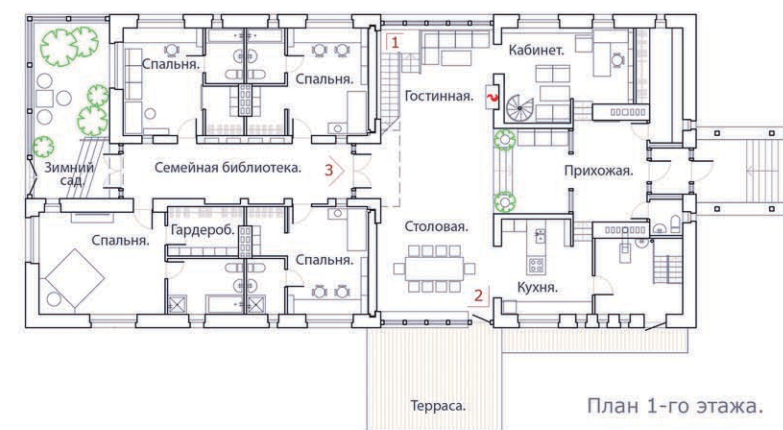 1
Кабинет.
Спальня.
Спальня.
Гостинная.
Зимний
сад.
Семейная библиотека.
3
Прихожая.
Гардероб.
Спальня.
Столовая.
Спальня.
Кухня.
2
Терраса.
План 1-го этажа.